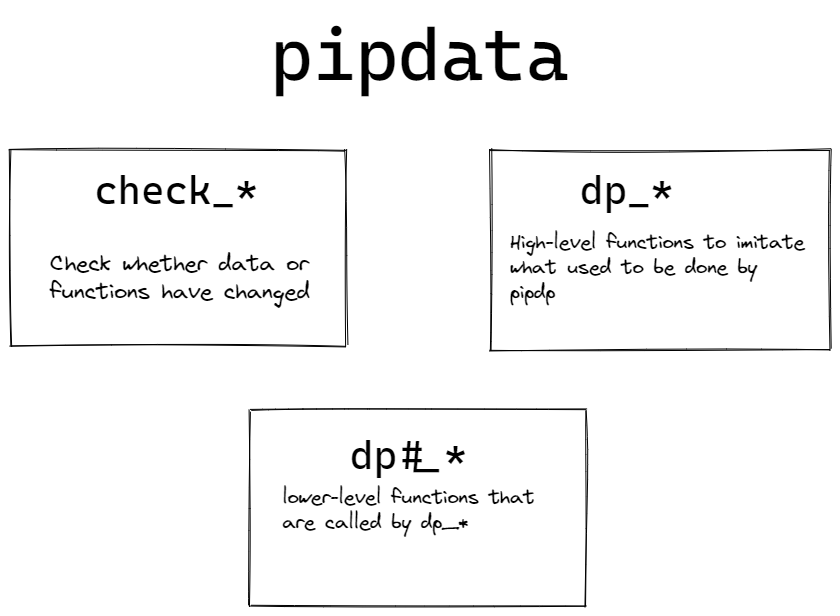 pipdata
check_*
Check whether data or
functions have changed
dp_*
High-level functions to imitate
what used to be done by
pipdp
dp#_*
lower-level functions that
are called by dp_*